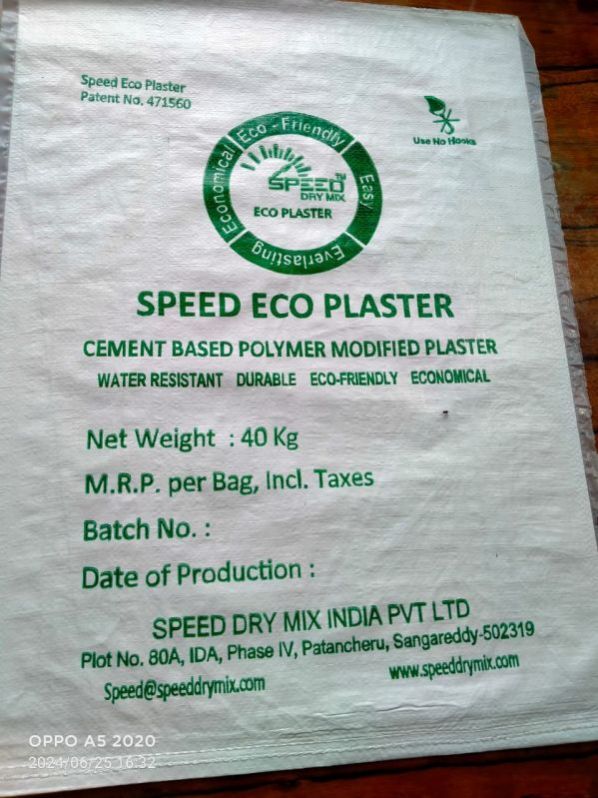 Speed Eco Plaster
Patent No. 471560
Use No Hooks
Economical
Eco - Friendly
Easy
Everlasting
SPEED TM
DRY MIX
ECO PLASTER
SPEED ECO PLASTER
CEMENT BASED POLYMER MODIFIED PLASTER
WATER RESISTANT DURABLE ECO-FRIENDLY ECONOMICAL
Net Weight : 40 Kg
M.R.P. per Bag, Incl. Taxes
Batch No. :
Date of Production :
SPEED DRY MIX INDIA PVT LTD
Plot No. 80A, IDA, Phase IV, Patancheru, Sangareddy-502319
Speed@speeddrymix.com www.speeddrymix.com
OPPO A5 2020
2024/06/25 16:32